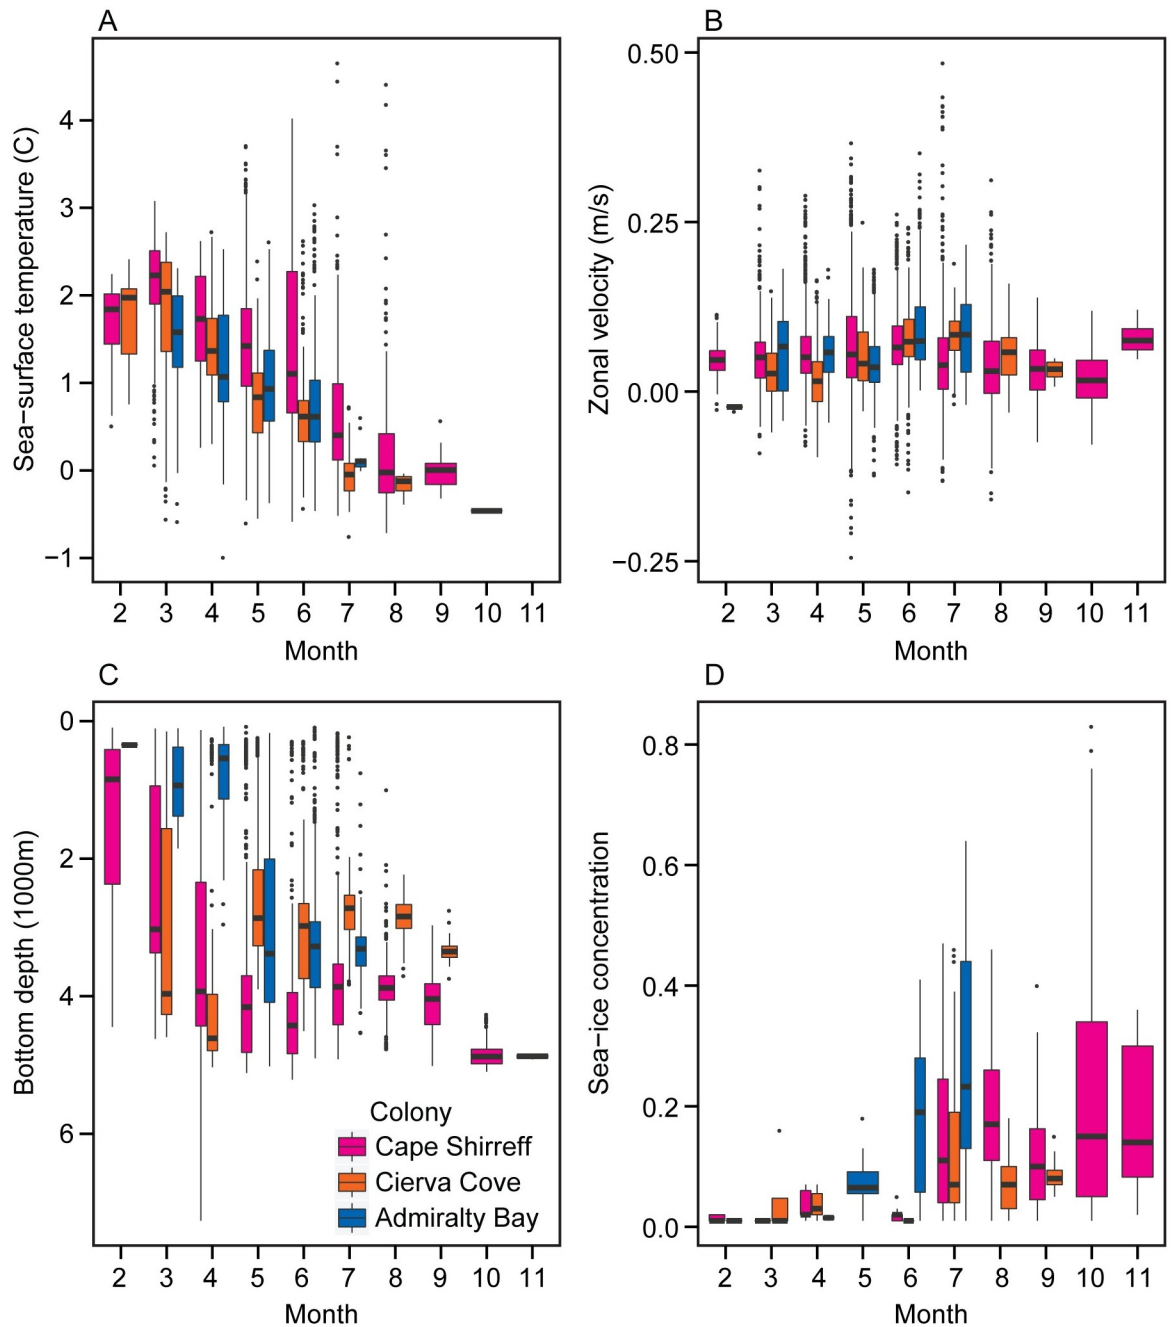 A
Sea−surface temperature (C)
4
3
2
1
0
−1
2 3 4 5 6 7 8 9 10 11
Month
B
Zonal velocity (m/s)
0.50
0.25
0.00
−0.25
2 3 4 5 6 7 8 9 10 11
Month
C
Bottom depth (1000m)
0
2
4
6
Colony
Cape Shirreff
Cierva Cove
Admiralty Bay
2 3 4 5 6 7 8 9 10 11
Month
D
Sea−ice concentration
0.8
0.6
0.4
0.2
0.0
2 3 4 5 6 7 8 9 10 11
Month